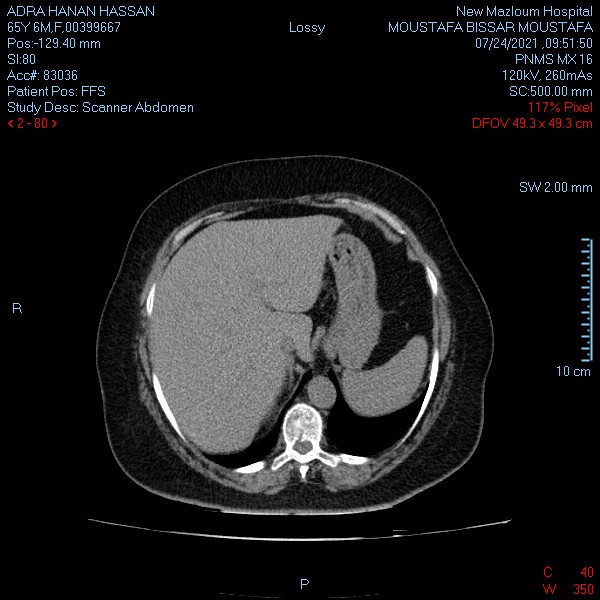 ADRA HANAN HASSAN
65Y 6M,F,00399667
Pos:-129.40 mm
SI:80
Acc#: 83036
Patient Pos: FFS
Study Desc: Scanner Abdomen
< 2 - 80 >
Lossy
New Mazloum Hospital
MOUSTAFA BISSAR MOUSTAFA
07/24/2021 ,09:51:50
PNMS MX 16
120kV, 260mAs
SC:500.00 mm
117% Pixel
DFOV 49.3 x 49.3 cm
SW 2.00 mm
R
10 cm
P
C 40
W 350